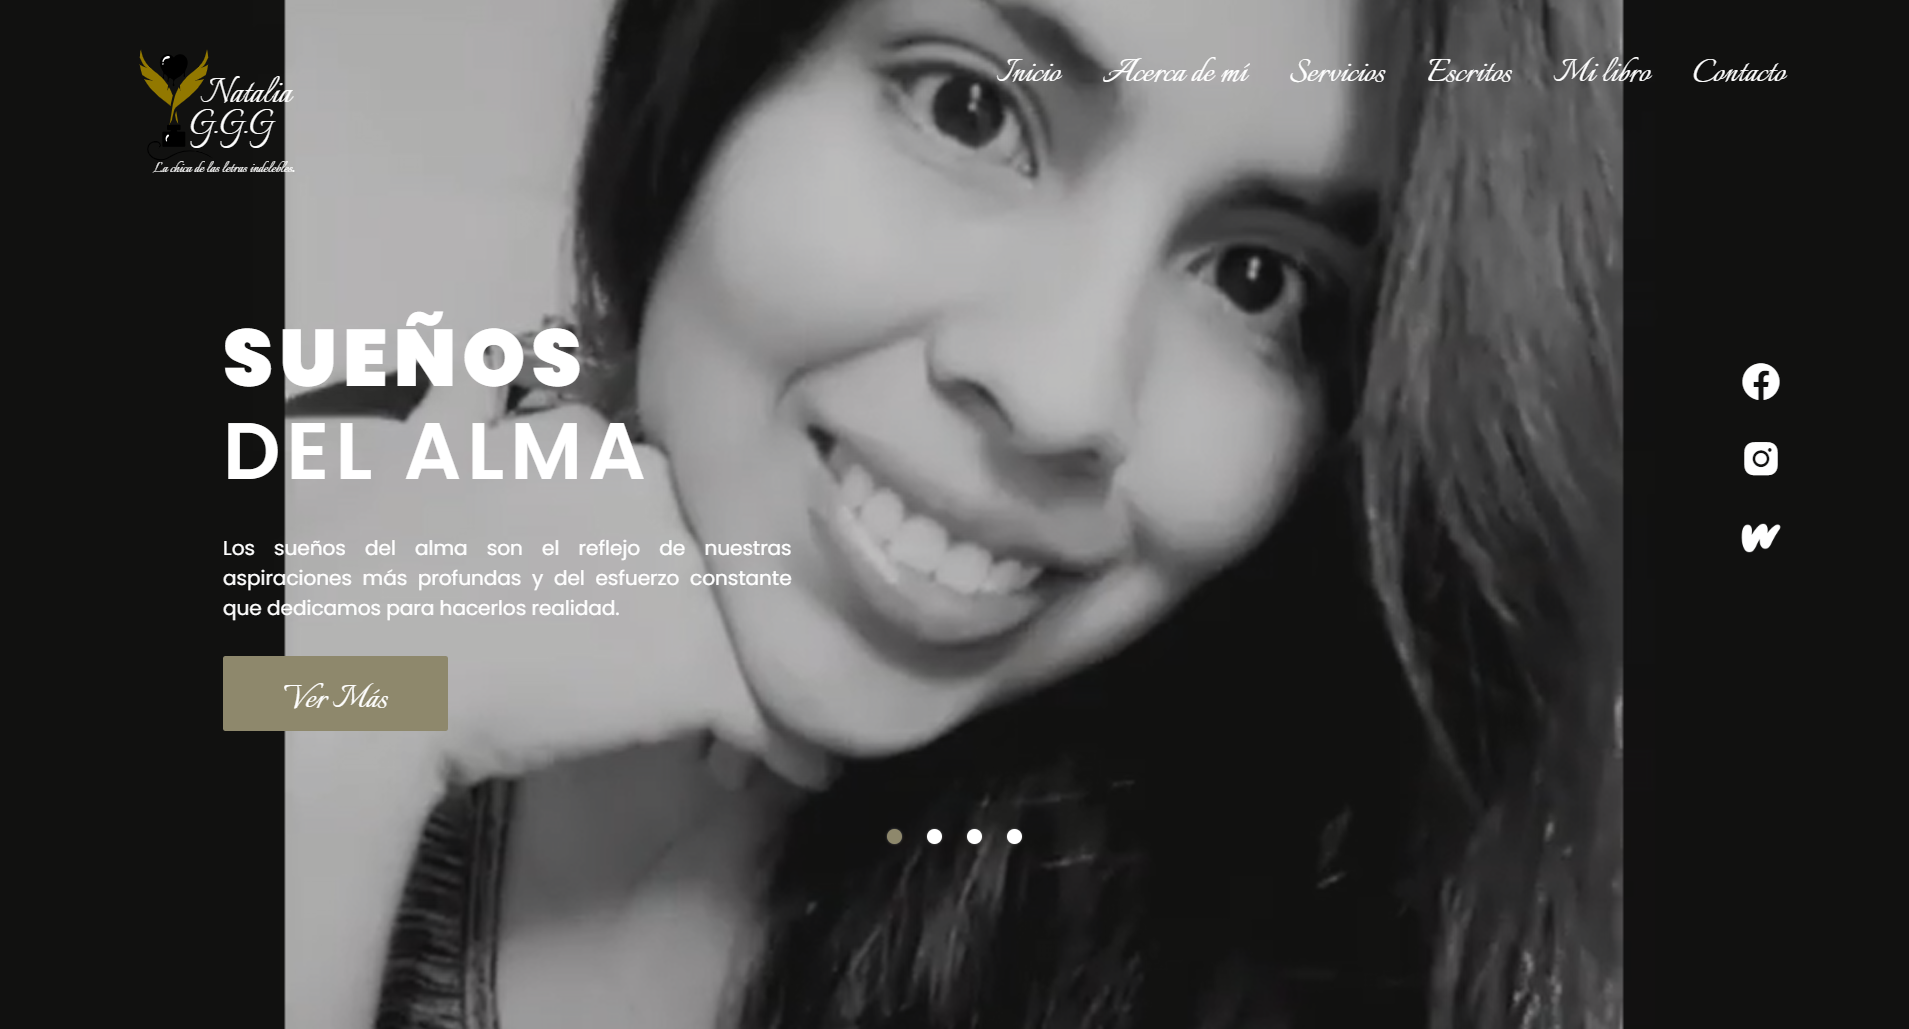 Natalia
G.G.G
La chica de las letras indelebles.
Inicio Acerca de mí Servicios Escritos Mi libro Contacto
SUEÑOS
DEL ALMA
Los sueños del alma son el reflejo de nuestras
aspiraciones más profundas y del esfuerzo constante
que dedicamos para hacerlos realidad.
Ver Más